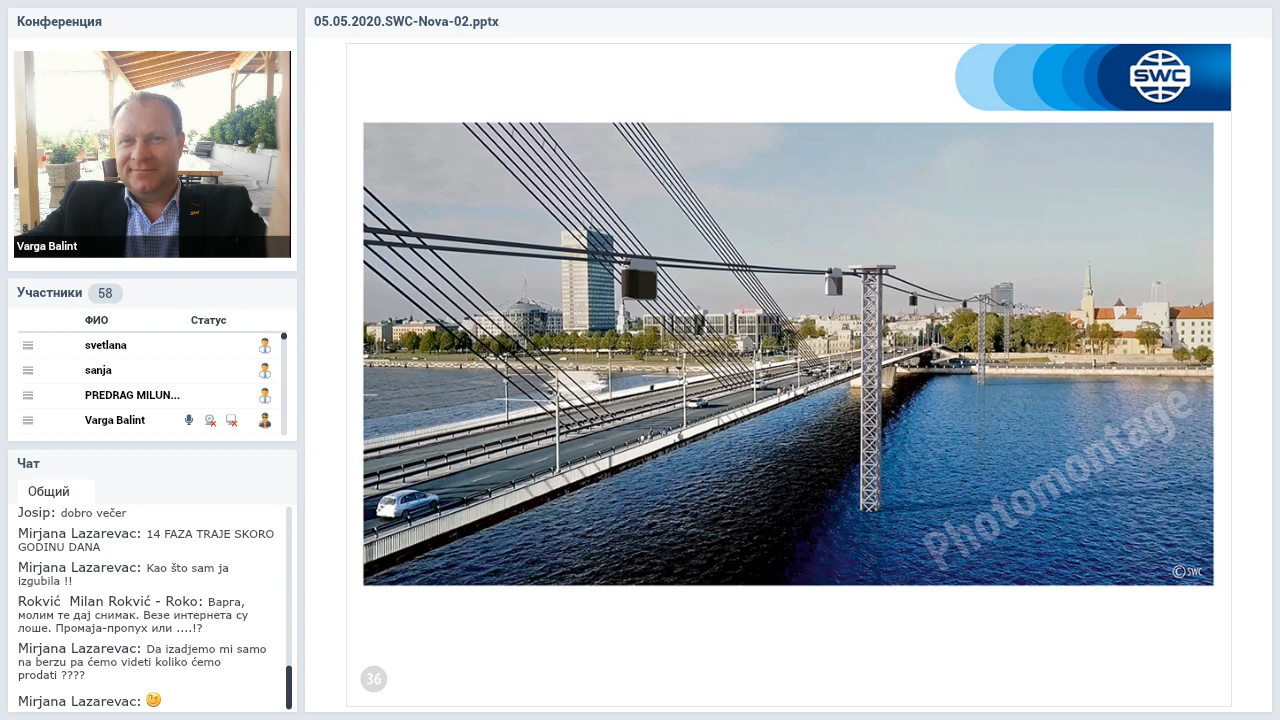 Конференция
Varga Balint
Участники 58
ФИО Статус
svetlana
sanja
PREDRAG MILUN...
Varga Balint
Чат
Общий
Josip: dobro večer
Mirjana Lazarevac: 14 FAZA TRAJE SKORO
GODINU DANA
Mirjana Lazarevac: Kao što sam ja
izgubila !!
Rokvić Milan Rokvić - Roko: Варга,
молим те дај снимак. Везе интернета су
лоше. Промаја-пропух или ....!?
Mirjana Lazarevac: Da izadjemo mi samo
na berzu pa ćemo videti koliko ćemo
prodati ????
Mirjana Lazarevac:
05.05.2020.SWC-Nova-02.pptx
SWC
Photomontage
©SWC
36